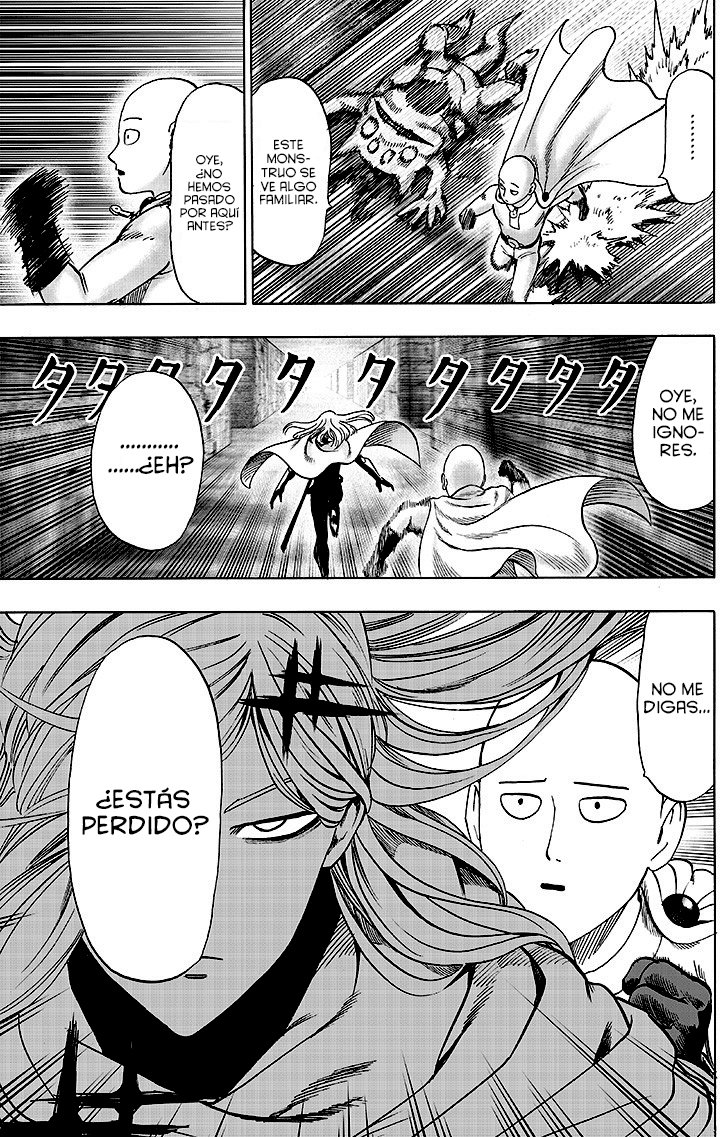 .......
ESTE
MONS-
TRUO SE
VE ALGO
FAMILIAR.
OYE,
¿NO
HEMOS
PASADO
POR AQUÍ
ANTES?
OYE,
NO ME
IGNO-
RES.
タタタタタタタタタ
...........
......¿EH?
NO ME
DIGAS...
¿ESTÁS
PERDIDO?